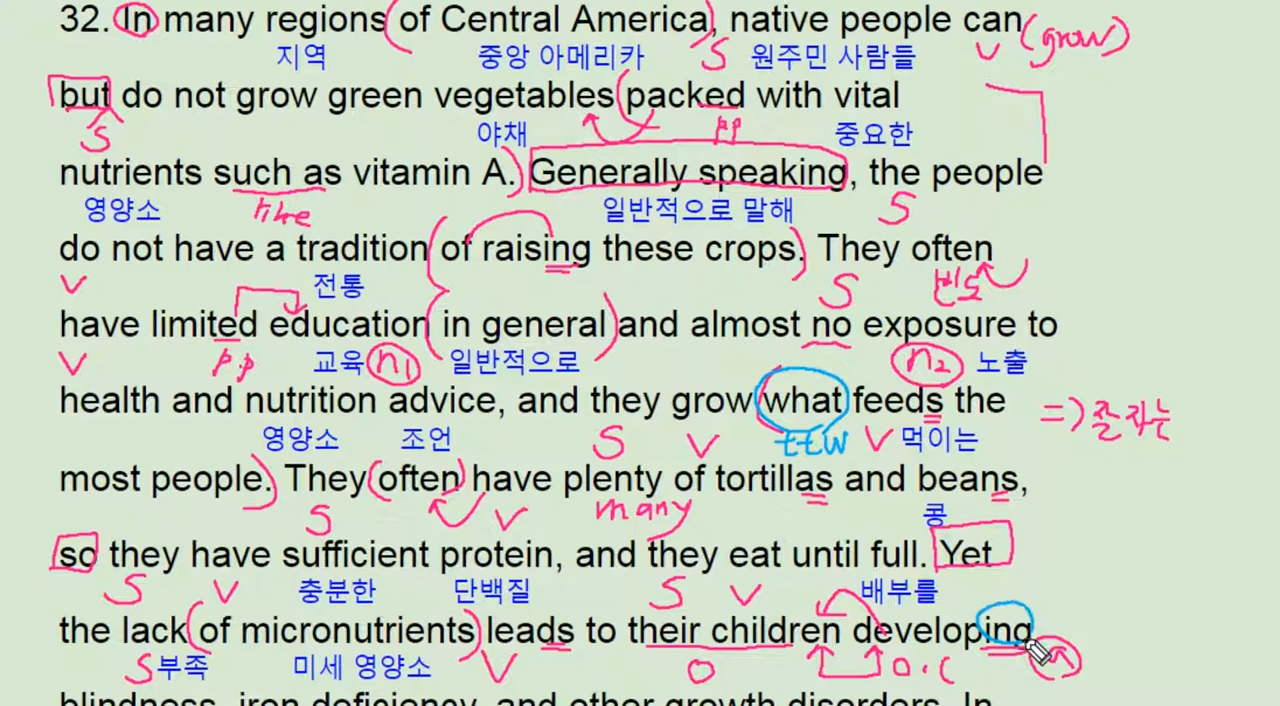 32. In many regions of Central America, native people can (grow)
지역 중앙 아메리카 S 원주민 사람들 V
but do not grow green vegetables packed with vital
S 야채 pp 중요한
nutrients such as vitamin A. Generally speaking, the people
영양소 like 일반적으로 말해 S
do not have a tradition of raising these crops. They often
V 전통 S 빈도
have limited education in general and almost no exposure to
V p.p 교육 n1 일반적으로 n2 노출
health and nutrition advice, and they grow what feeds the
영양소 조언 S V V 먹이는
most people. They often have plenty of tortillas and beans,
S V many 콩
so they have sufficient protein, and they eat until full. Yet
S V 충분한 단백질 S V 배부를
the lack of micronutrients leads to their children developing
S 부족 미세 영양소 V O O.C
blindness, iron deficiency, and other growth disorders. In